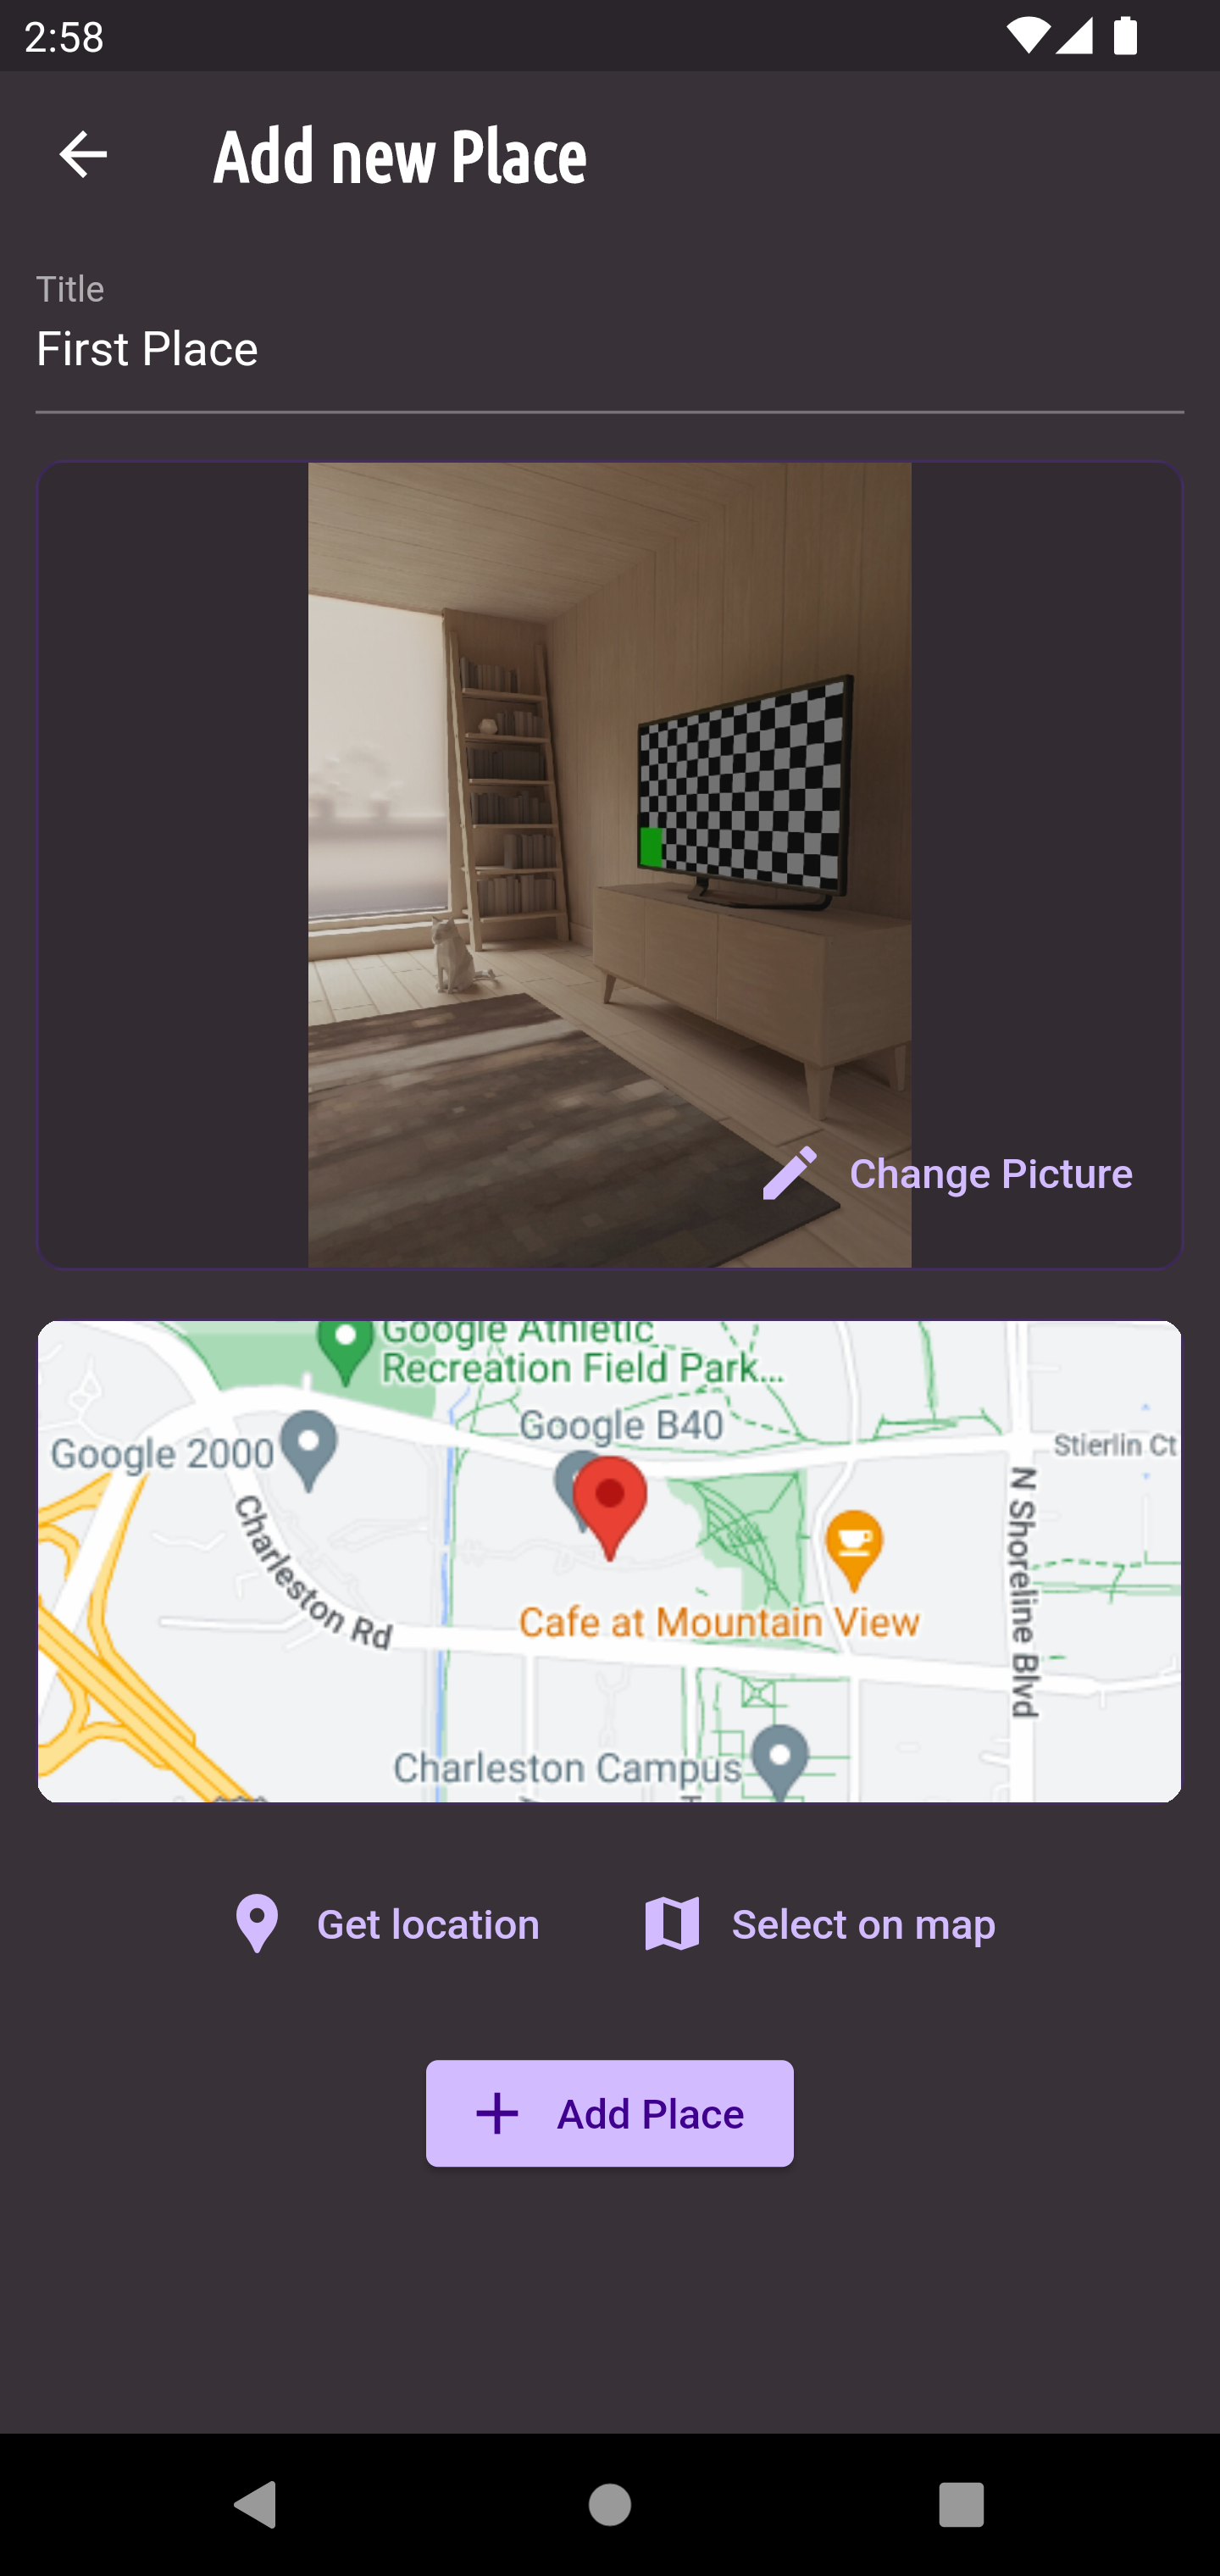 2:58
Add new Place
Title
First Place
Change Picture
Google Athletic
Recreation Field Park...
Google B40
Google 2000
Stierlin Ct
N Shoreline Blvd
Charleston Rd
Cafe at Mountain View
Charleston Campus
Get location
Select on map
Add Place